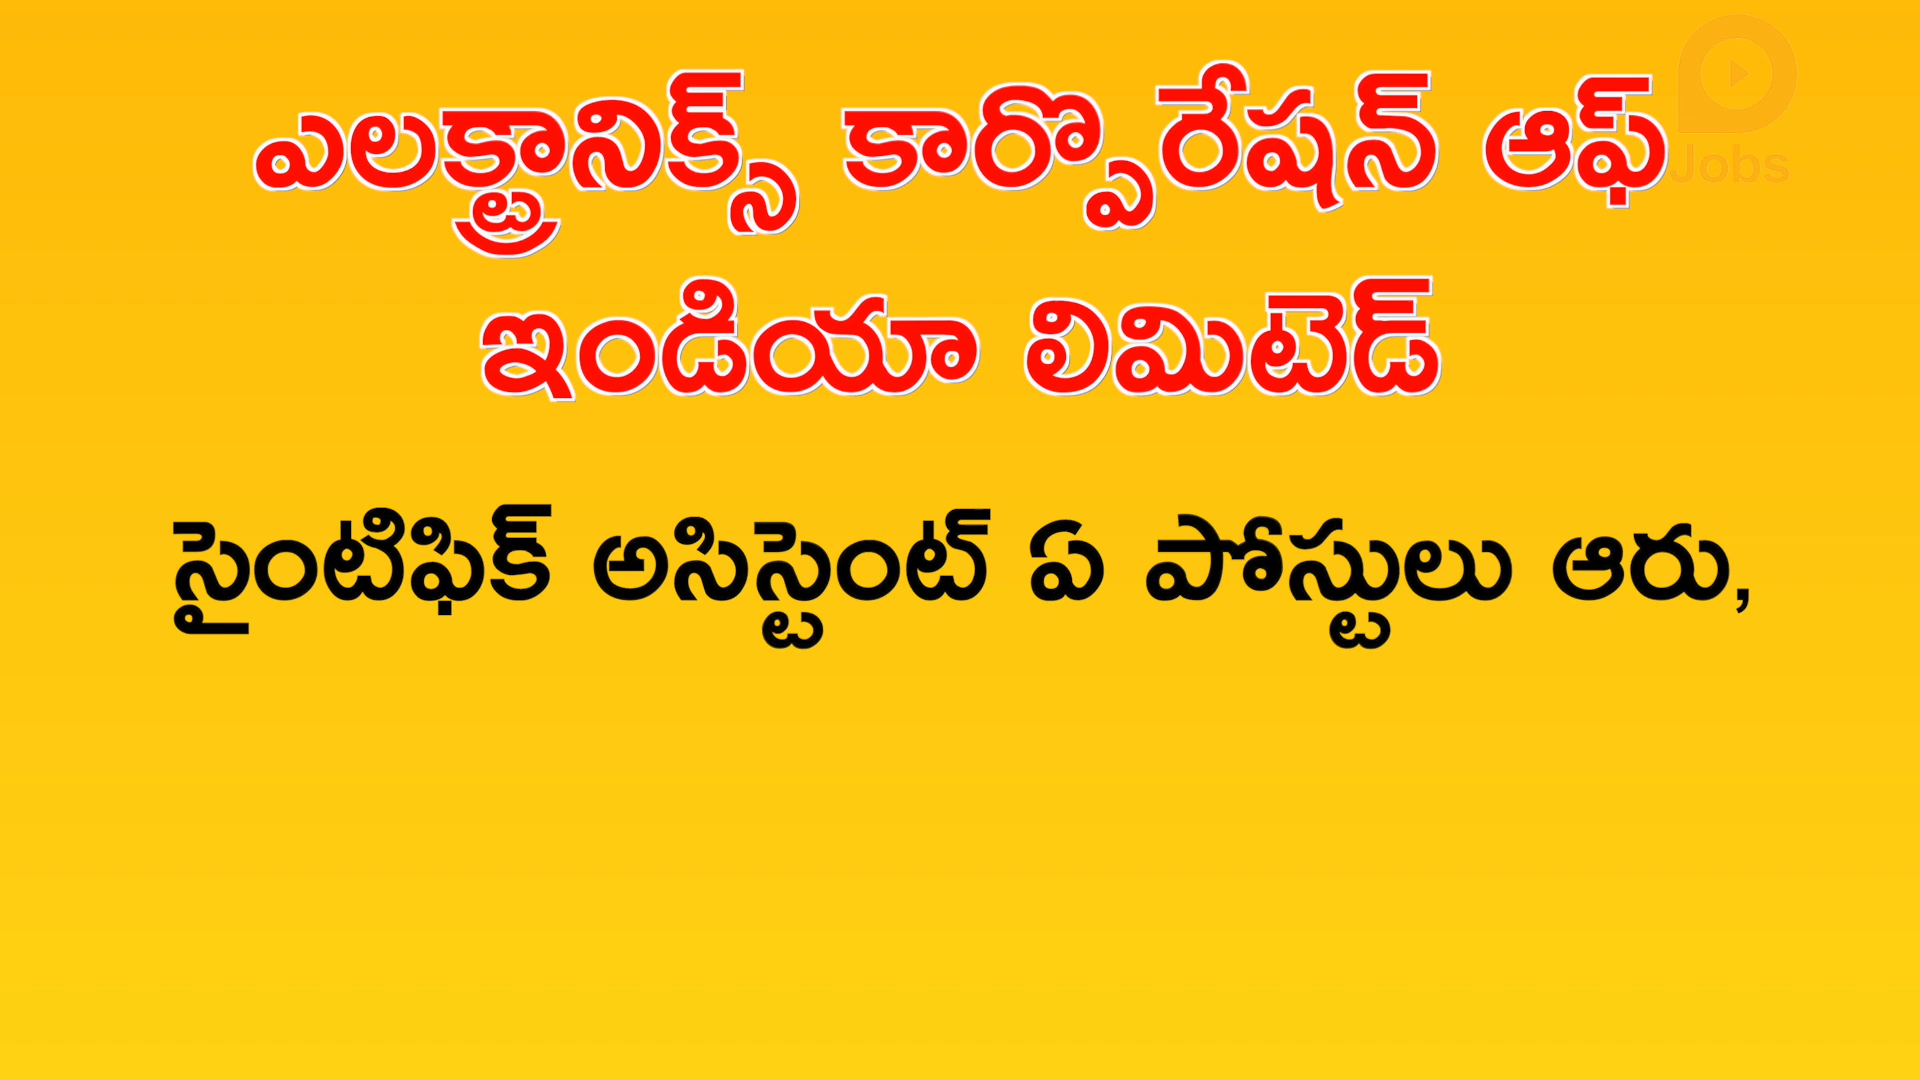 ఎలక్ట్రానిక్స్ కార్పొరేషన్ ఆఫ్
ఇండియా లిమిటెడ్
సైంటిఫిక్ అసిస్టెంట్ ఏ పోస్టులు ఆరు,
Jobs